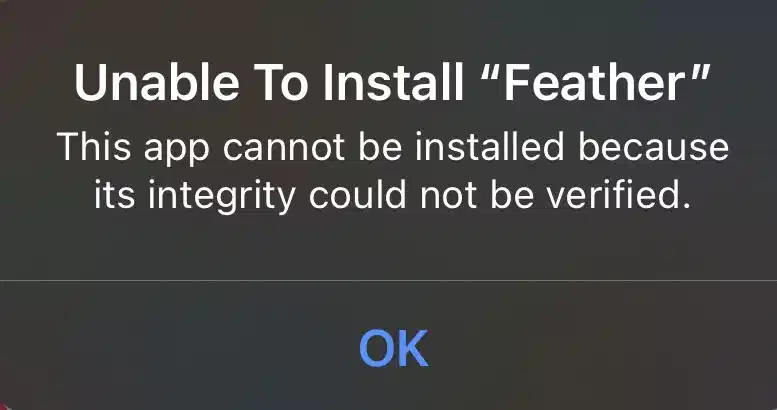 Unable To Install “Feather”
This app cannot be installed because
its integrity could not be verified.
OK